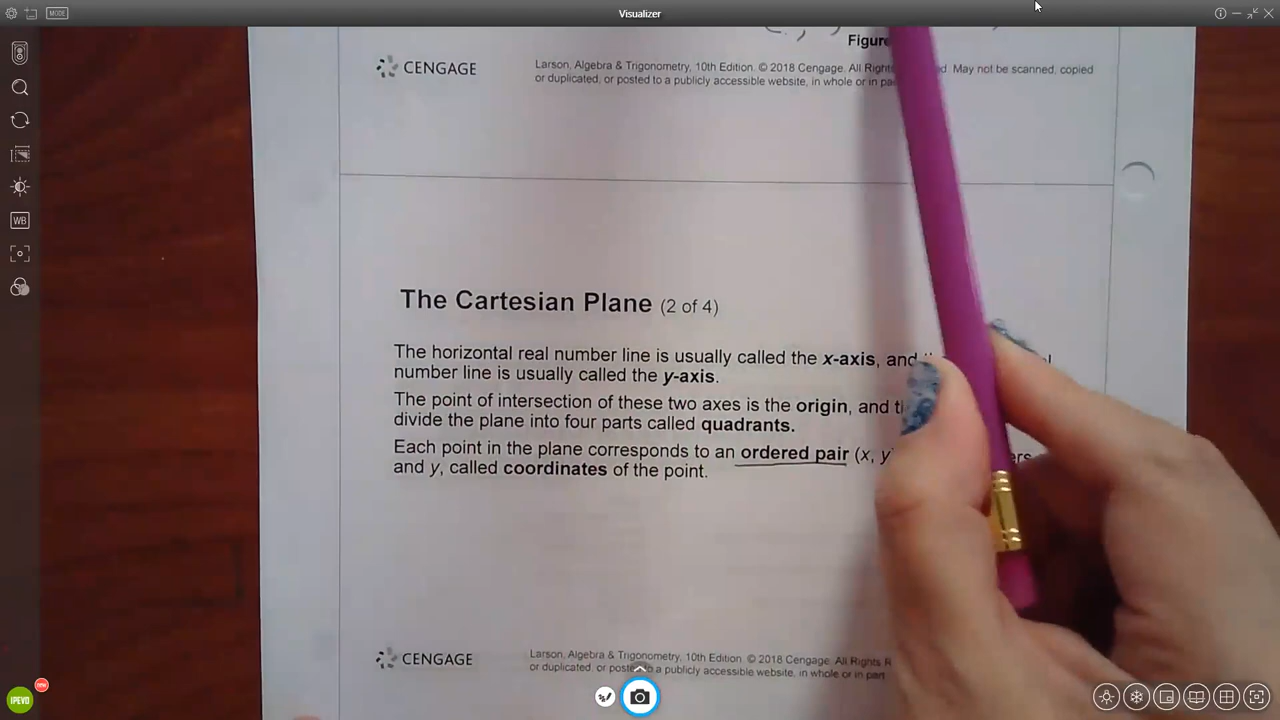 MODE
Visualizer
WB
Figure
CENGAGE
Larson, Algebra & Trigonometry, 10th Edition. © 2018 Cengage. All Rights d. May not be scanned, copied
or duplicated, or posted to a publicly accessible website, in whole or in
The Cartesian Plane (2 of 4)
The horizontal real number line is usually called the x-axis, and
number line is usually called the y-axis.
The point of intersection of these two axes is the origin, and
divide the plane into four parts called quadrants.
Each point in the plane corresponds to an ordered pair (x, y
and y, called coordinates of the point.
CENGAGE
Larson, Algebra & Trigonometry, 10th Edition. © 2018 Cengage. All Rights R
or duplicated, or posted to a publicly accessible website, in whole or in part
IPEVO